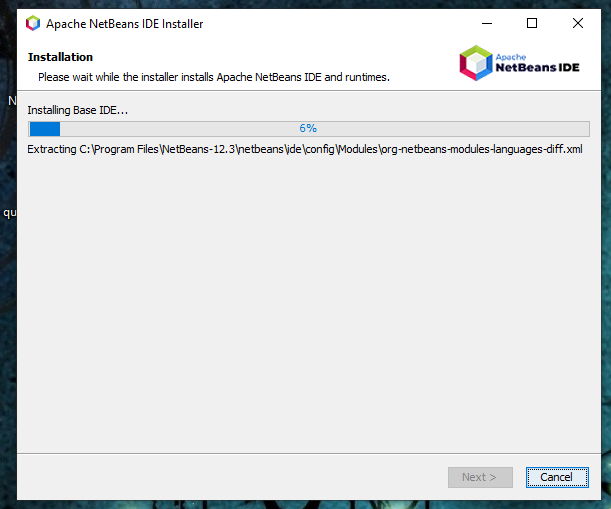 Apache NetBeans IDE Installer
Installation
Please wait while the installer installs Apache NetBeans IDE and runtimes.
Apache
NetBeans IDE
N
Installing Base IDE...
6%
Extracting C:\Program Files\NetBeans-12.3\netbeans\ide\config\Modules\org-netbeans-modules-languages-diff.xml
qu
Next >
Cancel